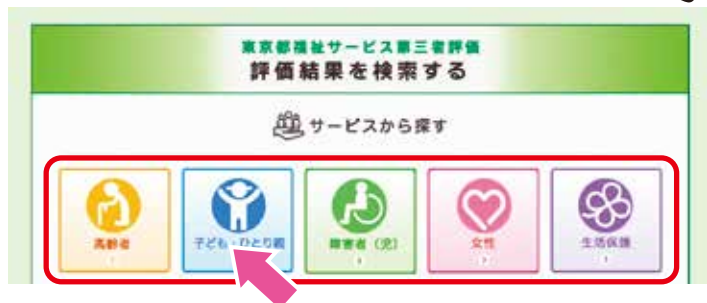 東京都福祉サービス第三者評価
評価結果を検索する
サービスから探す
高齢者
子ども・ひとり親
障害者（児）
女性
生活保護